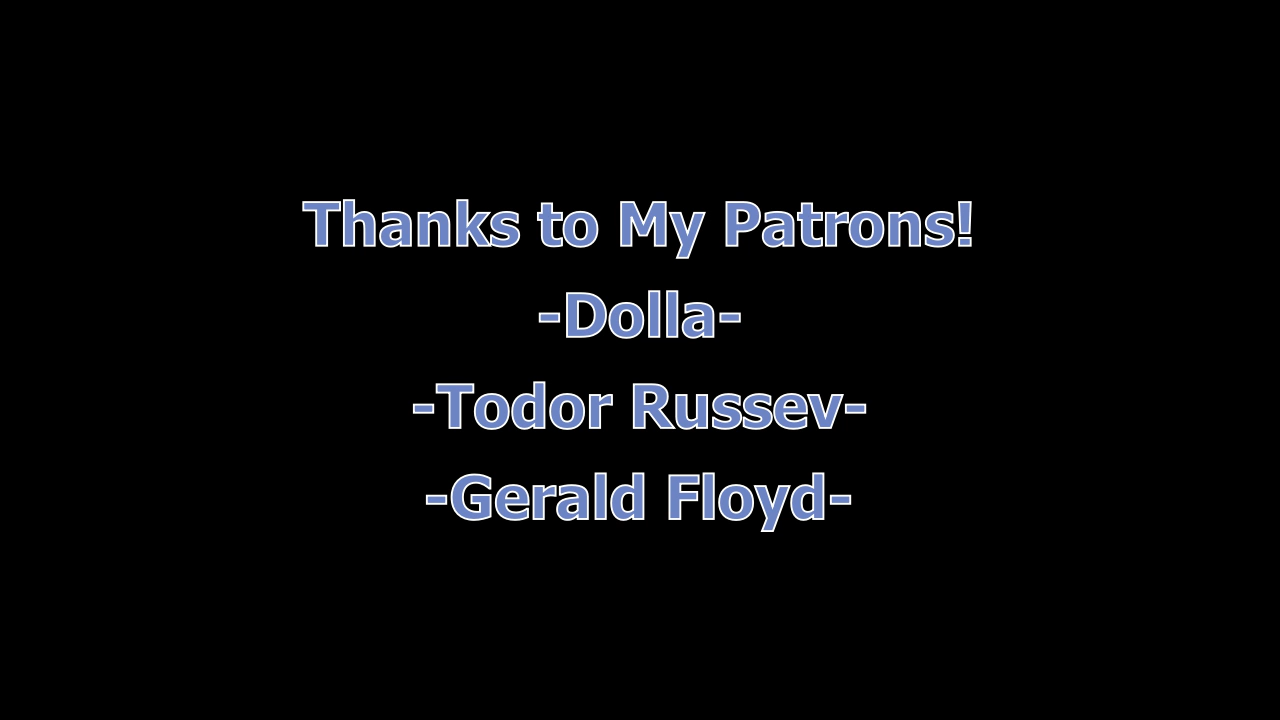 Thanks to My Patrons!
-Dolla-
-Todor Russev-
-Gerald Floyd-